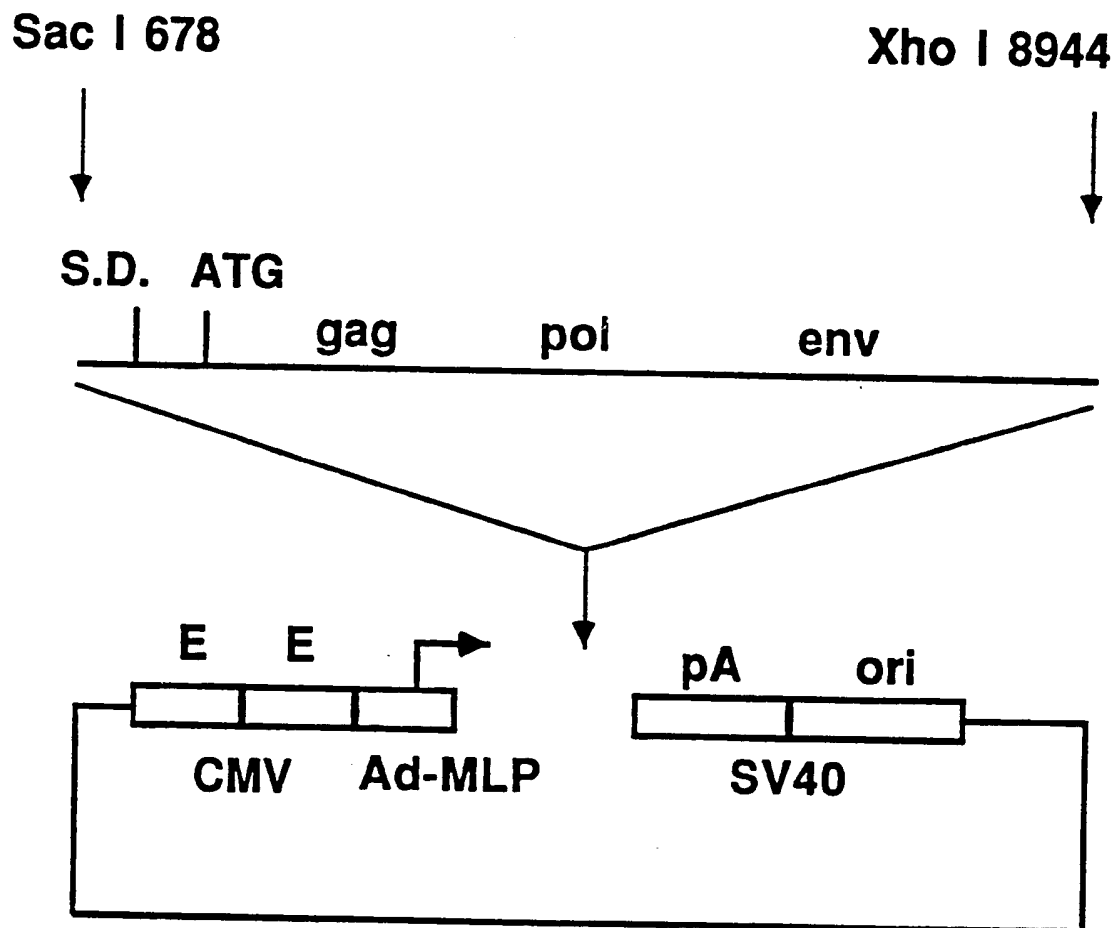 Sac I 678
Xho I 8944
S.D. ATG
gag pol env
E E
pA ori
CMV Ad-MLP SV40